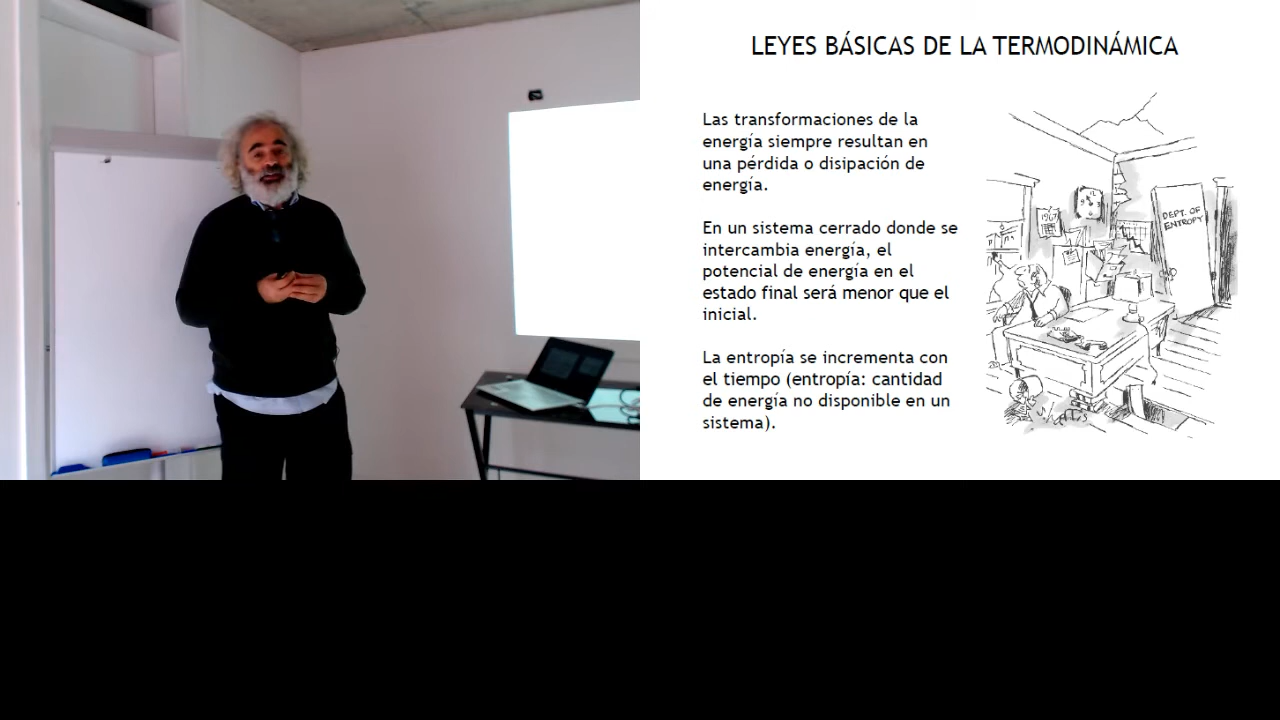 LEYES BÁSICAS DE LA TERMODINÁMICA
Las transformaciones de la
energía siempre resultan en
una pérdida o disipación de
energía.
En un sistema cerrado donde se
intercambia energía, el
potencial de energía en el
estado final será menor que el
inicial.
La entropía se incrementa con
el tiempo (entropía: cantidad
de energía no disponible en un
sistema).
1967
DEPT. OF
ENTROPY